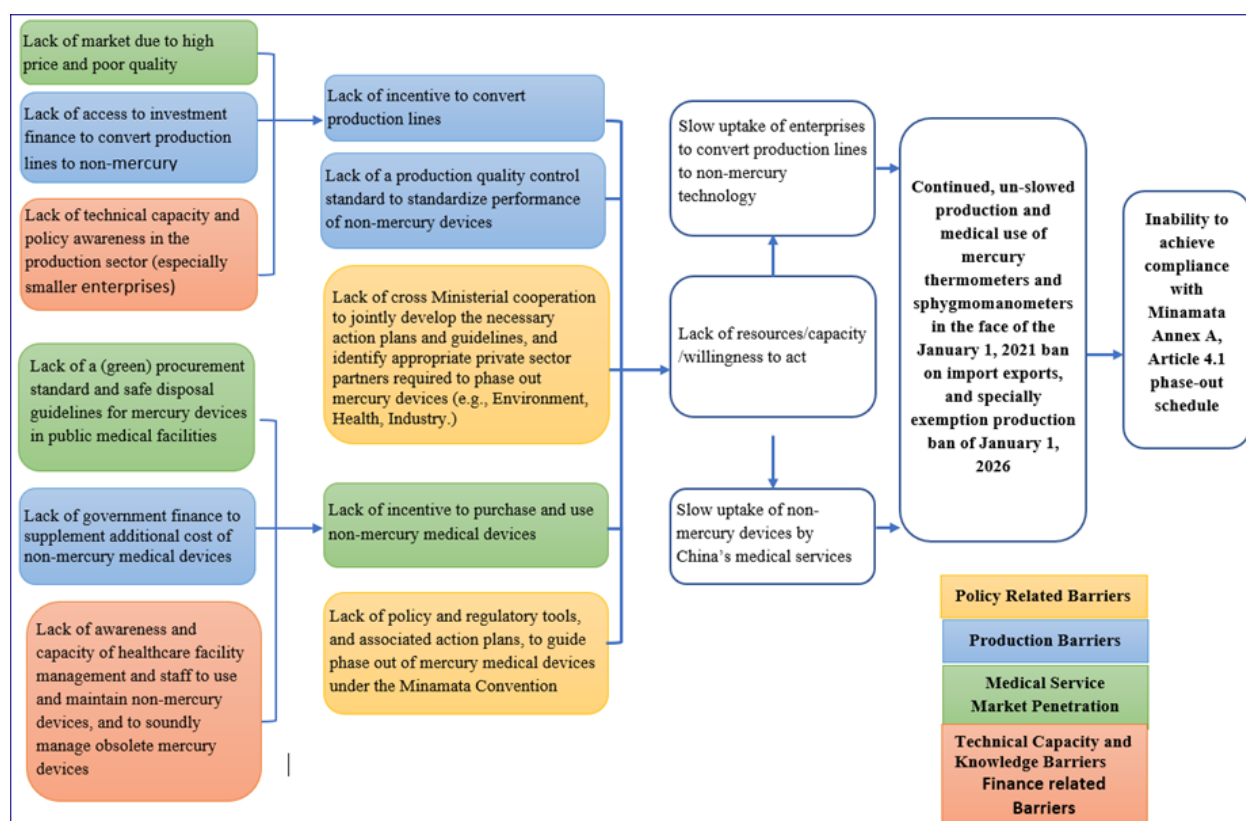 Lack of market due to high
price and poor quality
Lack of access to investment
finance to convert production
lines to non-mercury
Lack of technical capacity and
policy awareness in the
production sector (especially
smaller enterprises)
Lack of a (green) procurement
standard and safe disposal
guidelines for mercury devices
in public medical facilities
Lack of government finance to
supplement additional cost of
non-mercury medical devices
Lack of awareness and
capacity of healthcare facility
management and staff to use
and maintain non-mercury
devices, and to soundly
manage obsolete mercury
devices
Lack of incentive to convert
production lines
Lack of a production quality control
standard to standardize performance
of non-mercury devices
Lack of cross Ministerial cooperation
to jointly develop the necessary
action plans and guidelines, and
identify appropriate private sector
partners required to phase out
mercury devices (e.g., Environment,
Health, Industry.)
Lack of incentive to purchase and use
non-mercury medical devices
Lack of policy and regulatory tools,
and associated action plans, to guide
phase out of mercury medical devices
under the Minamata Convention
Slow uptake of enterprises
to convert production lines
to non-mercury
technology
Lack of resources/capacity
/willingness to act
Slow uptake of non-
mercury devices by
China's medical services
Continued, un-slowed
production and
medical use of
mercury
thermometers and
sphygmomanometers
in the face of the
January 1, 2021 ban
on import exports,
and specially
exemption production
ban of January 1,
2026
Inability to
achieve
compliance
with
Minamata
Annex A,
Article 4.1
phase-out
schedule
Policy Related Barriers
Production Barriers
Medical Service
Market Penetration
Technical Capacity and
Knowledge Barriers
Finance related
Barriers